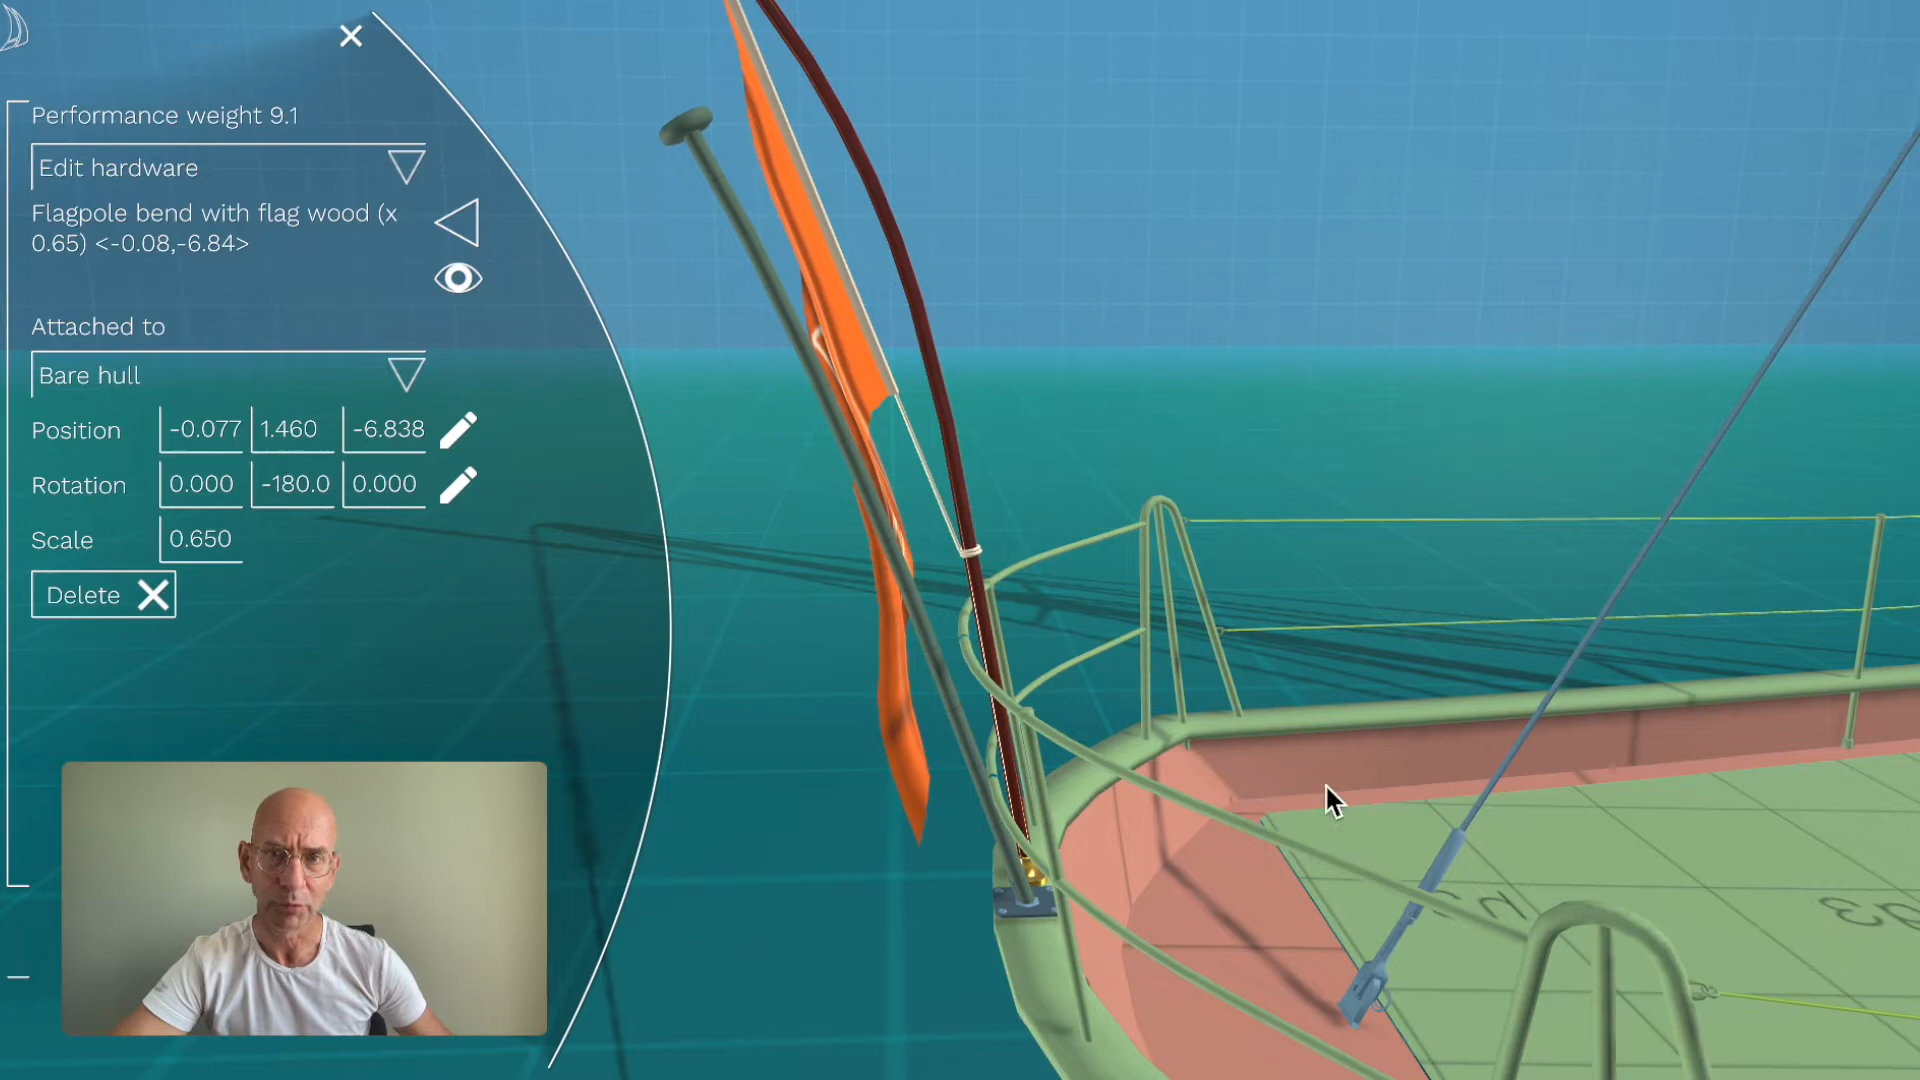 Performance weight 9.1
Edit hardware
Flagpole bend with flag wood (x
0.65) <-0.08,-6.84>
Attached to
Bare hull
Position -0.077 1.460 -6.838
Rotation 0.000 -180.0 0.000
Scale 0.650
Delete